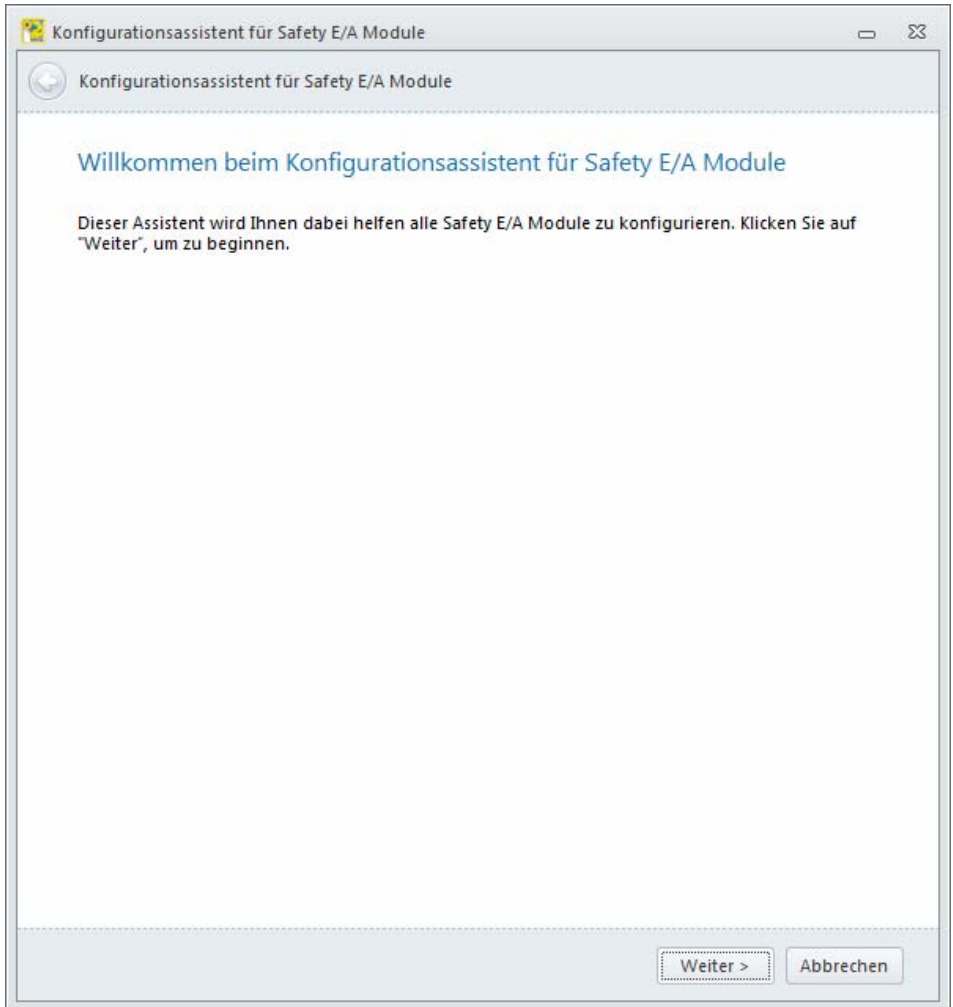 Konfigurationsassistent für Safety E/A Module
Konfigurationsassistent für Safety E/A Module
Willkommen beim Konfigurationsassistent für Safety E/A Module
Dieser Assistent wird Ihnen dabei helfen alle Safety E/A Module zu konfigurieren. Klicken Sie auf
"Weiter", um zu beginnen.
Weiter > Abbrechen